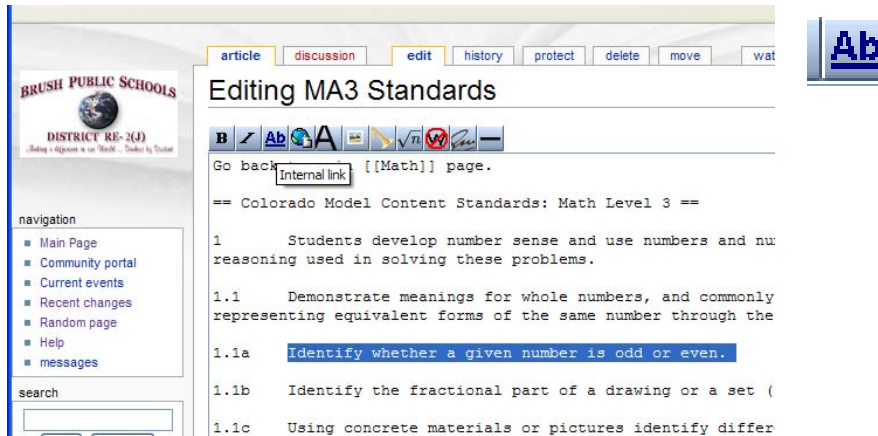 article discussion edit history protect delete move wat
Ab
BRUSH PUBLIC SCHOOLS
DISTRICT RE-2(J)
Editing MA3 Standards
B I Ab A √n W
Go back [[Math]] page.
Internal link
== Colorado Model Content Standards: Math Level 3 ==
navigation
Main Page
Community portal
Current events
Recent changes
Random page
Help
messages
search
1 Students develop number sense and use numbers and nu
reasoning used in solving these problems.
1.1 Demonstrate meanings for whole numbers, and commonly
representing equivalent forms of the same number through the
1.1a Identify whether a given number is odd or even.
1.1b Identify the fractional part of a drawing or a set (
1.1c Using concrete materials or pictures identify differ